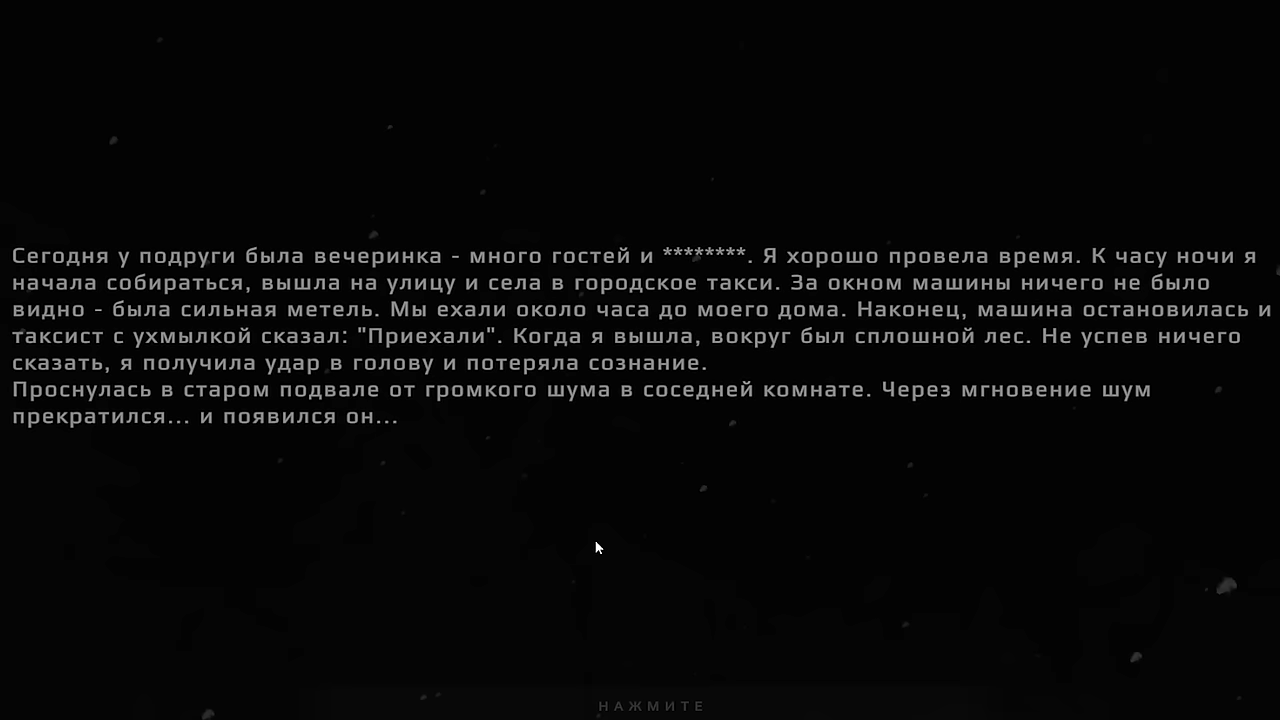 Сегодня у подруги была вечеринка - много гостей и ********. Я хорошо провела время. К часу ночи я
начала собираться, вышла на улицу и села в городское такси. За окном машины ничего не было
видно - была сильная метель. Мы ехали около часа до моего дома. Наконец, машина остановилась и
таксист с ухмылкой сказал: "Приехали". Когда я вышла, вокруг был сплошной лес. Не успев ничего
сказать, я получила удар в голову и потеряла сознание.
Проснулась в старом подвале от громкого шума в соседней комнате. Через мгновение шум
прекратился... и появился он...
НАЖМИТЕ